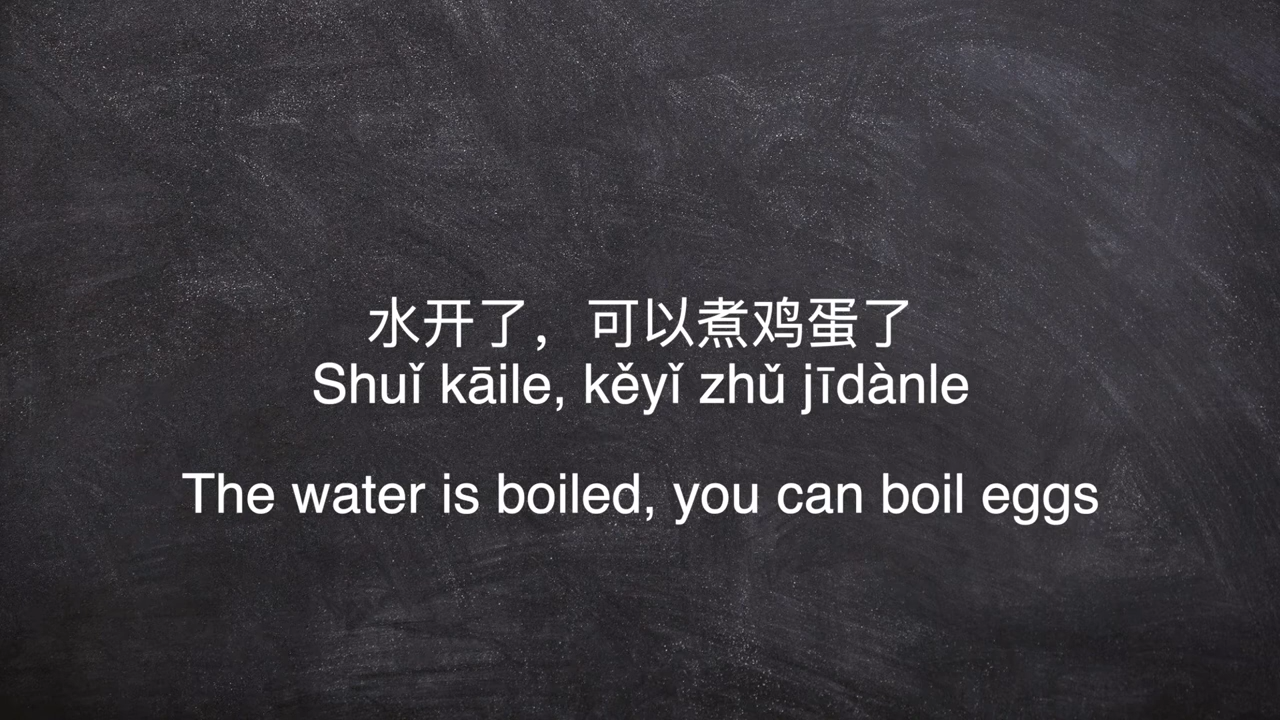 水开了，可以煮鸡蛋了
Shuǐ kāile, kěyǐ zhǔ jīdànle
The water is boiled, you can boil eggs